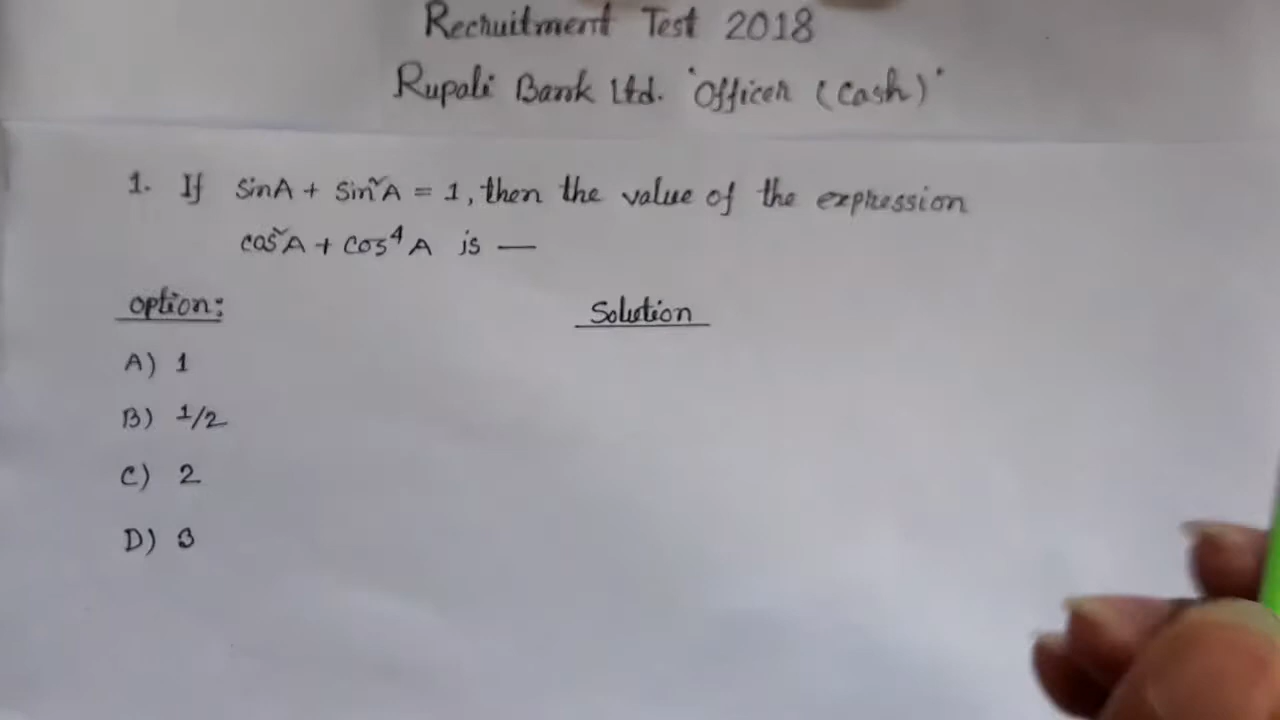 Recruitment Test 2018
Rupali Bank Ltd. "Officer (Cash)"
1. If sinA + sin²A = 1, then the value of the expression
cos²A + cos⁴A is —
option:
Solution
A) 1
B) 1/2
C) 2
D) 3